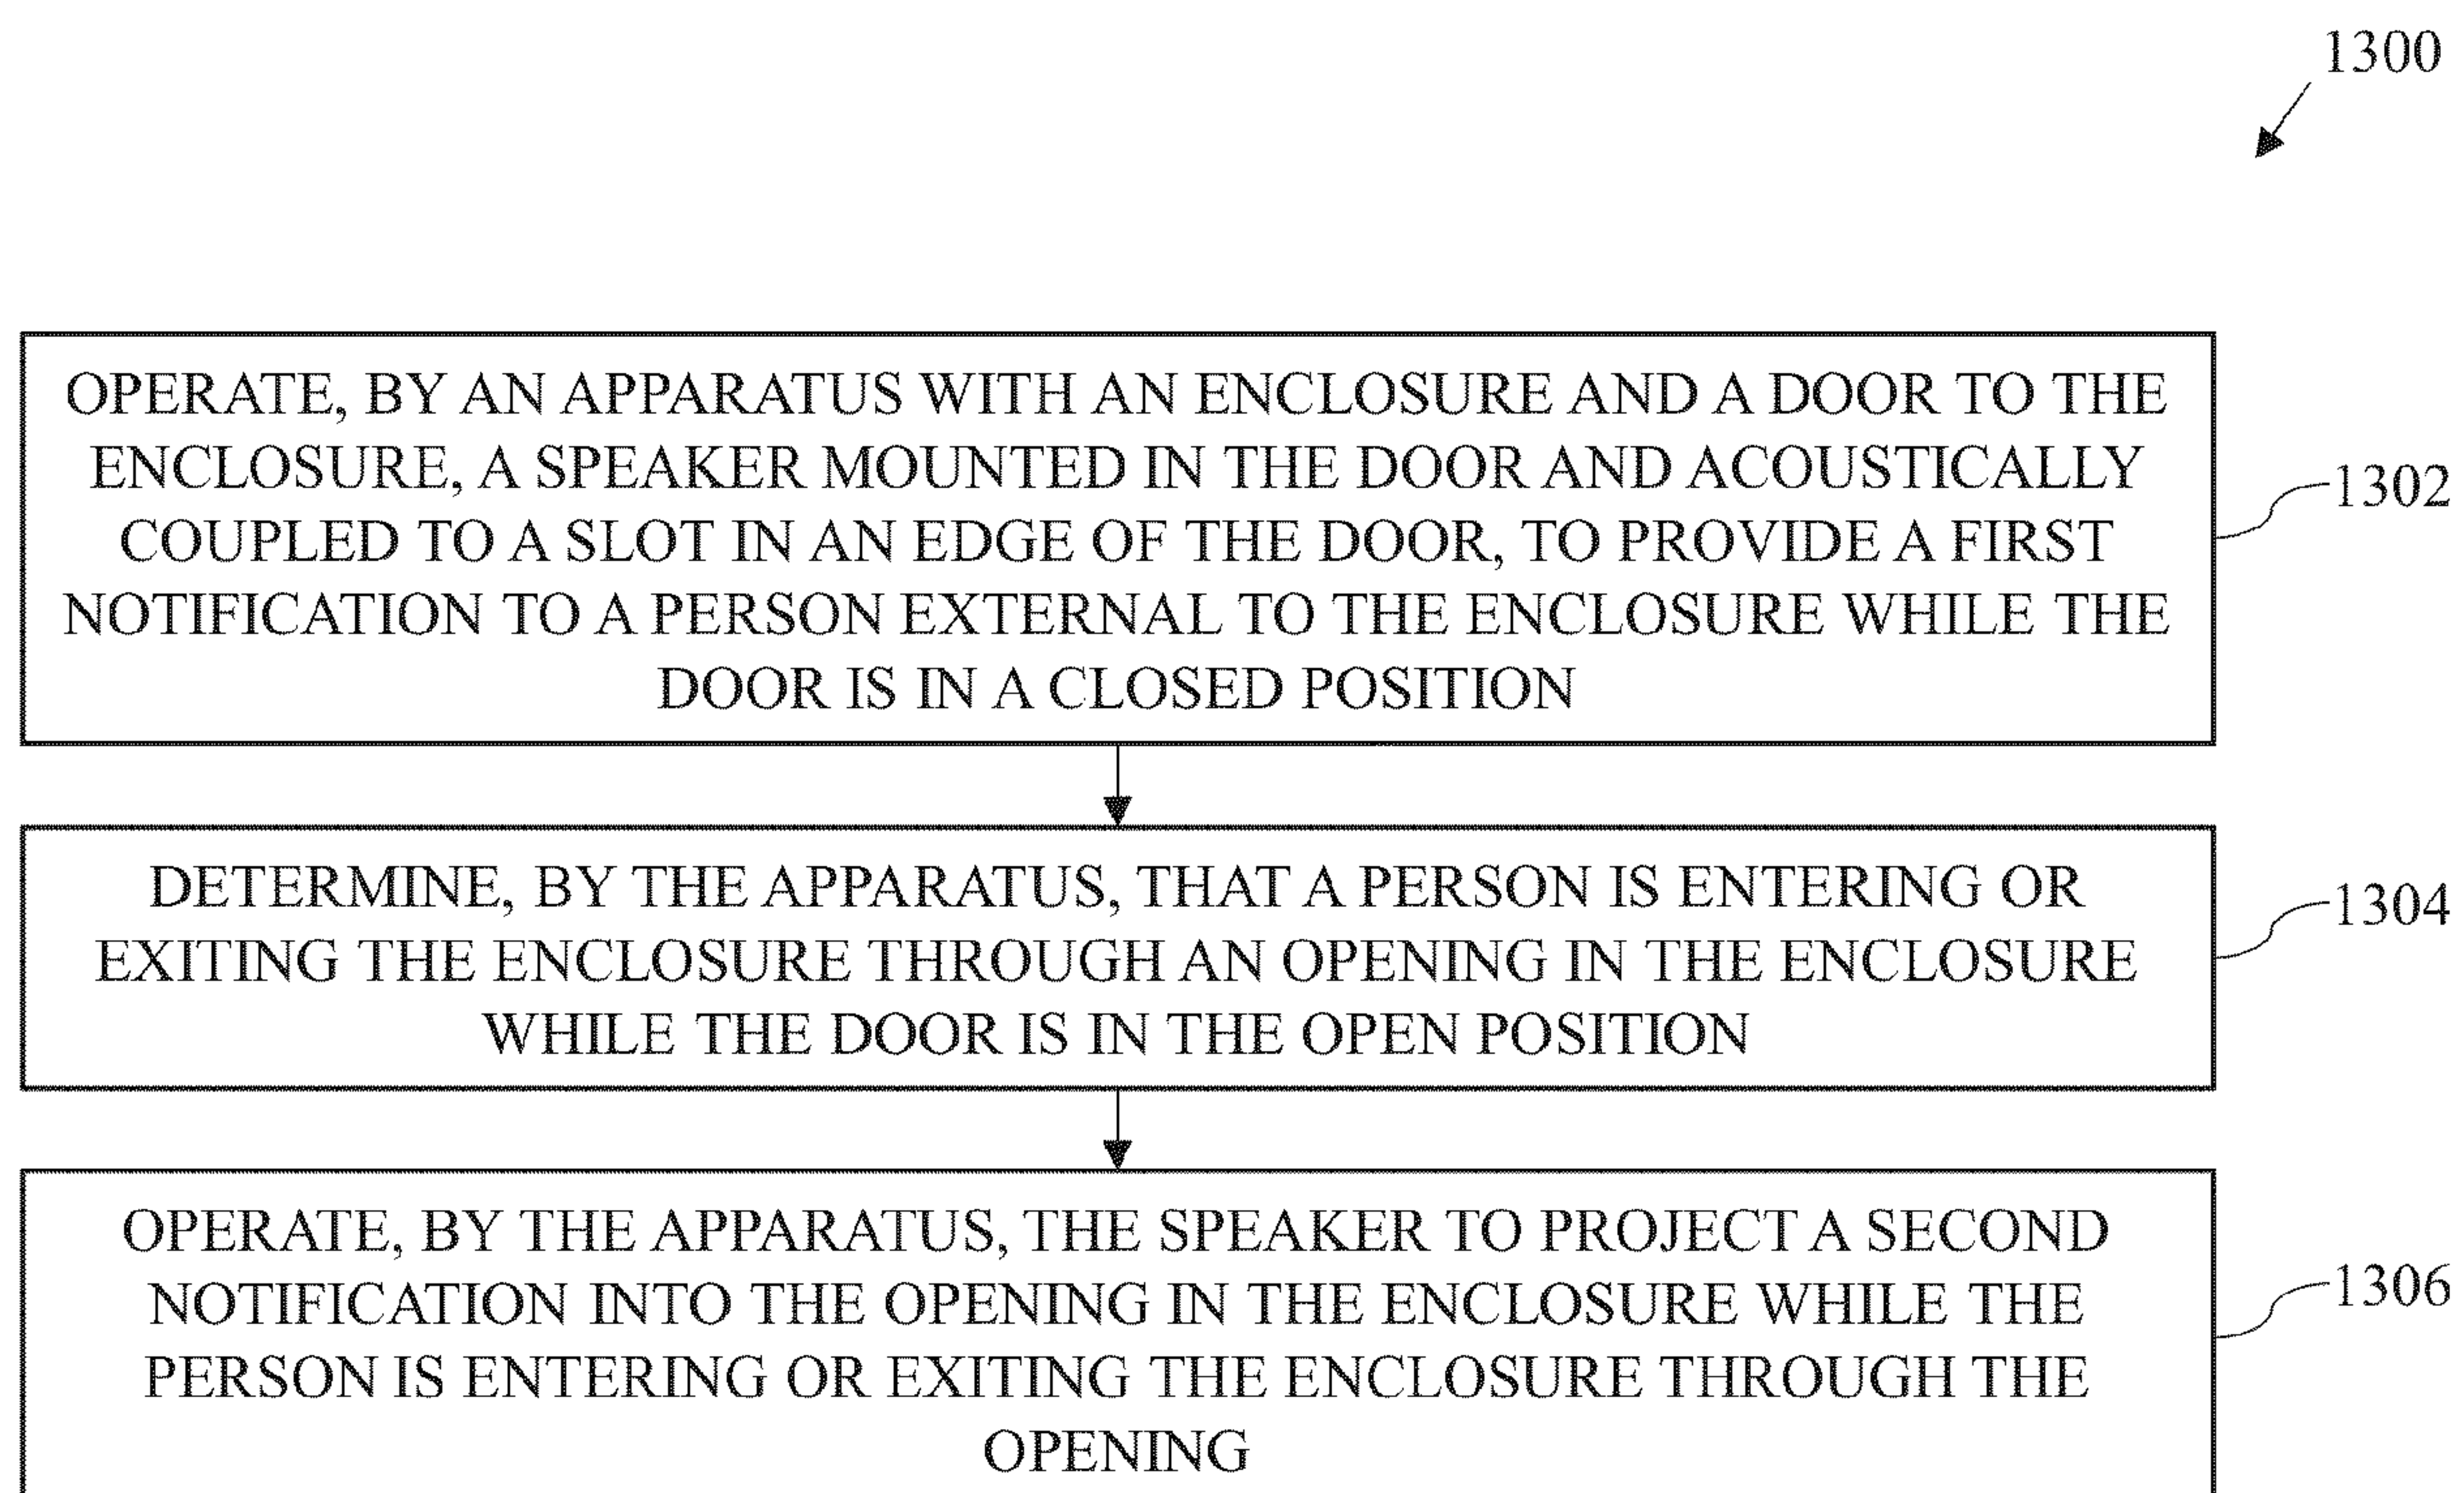 1300
OPERATE, BY AN APPARATUS WITH AN ENCLOSURE AND A DOOR TO THE
ENCLOSURE, A SPEAKER MOUNTED IN THE DOOR AND ACOUSTICALLY
COUPLED TO A SLOT IN AN EDGE OF THE DOOR, TO PROVIDE A FIRST
NOTIFICATION TO A PERSON EXTERNAL TO THE ENCLOSURE WHILE THE
DOOR IS IN A CLOSED POSITION
1302
DETERMINE, BY THE APPARATUS, THAT A PERSON IS ENTERING OR
EXITING THE ENCLOSURE THROUGH AN OPENING IN THE ENCLOSURE
WHILE THE DOOR IS IN THE OPEN POSITION
1304
OPERATE, BY THE APPARATUS, THE SPEAKER TO PROJECT A SECOND
NOTIFICATION INTO THE OPENING IN THE ENCLOSURE WHILE THE
PERSON IS ENTERING OR EXITING THE ENCLOSURE THROUGH THE
OPENING
1306